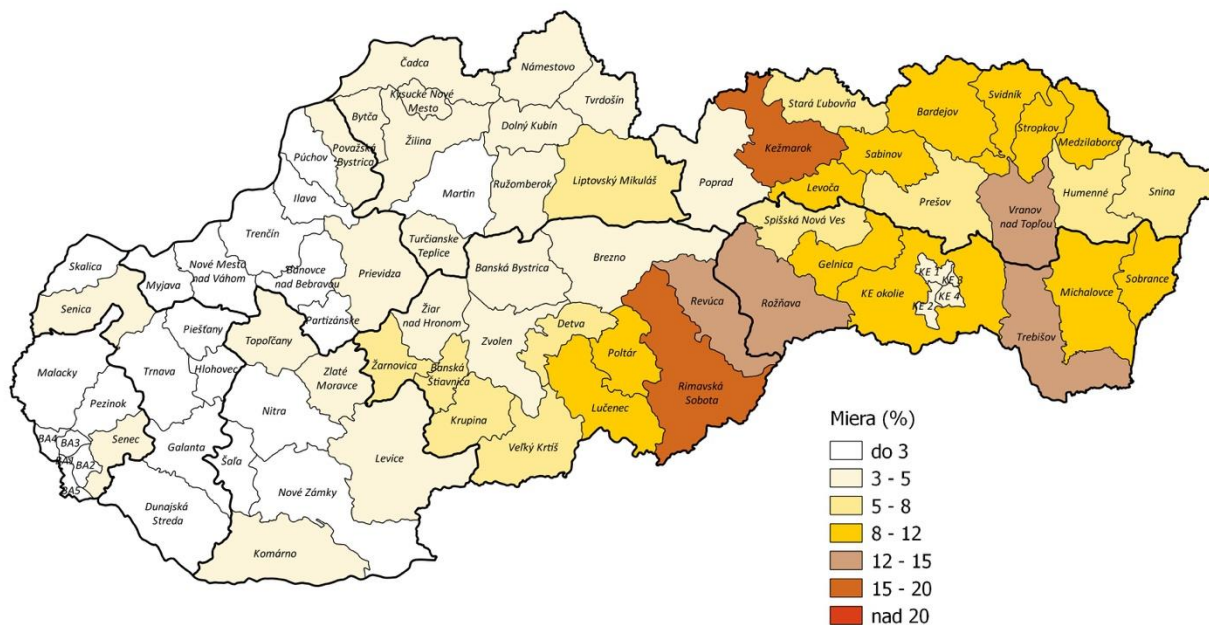 Čadca
Námestovo
Kysucké Nové
Mesto
Tvrdošín
Bytča
Dolný Kubín
Žilina
Považská
Bystrica
Púchov
Ilava
Martin
Ružomberok
Liptovský Mikuláš
Poprad
Kežmarok
Stará Ľubovňa
Bardejov
Svidník
Stropkov
Medzilaborce
Sabinov
Levoča
Prešov
Vranov
nad Topľou
Humenné
Snina
Trenčín
Turčianske
Teplice
Prievidza
Banská Bystrica
Brezno
Spišská Nová Ves
Gelnica
Rožňava
Revúca
KE okolie
KE 1
KE 3
KE 4
KE 2
Michalovce
Sobrance
Trebišov
Skalica
Senica
Myjava
Nové Mesto
nad Váhom
Bánovce
nad Bebravou
Partizánske
Žiar
nad Hronom
Zvolen
Detva
Poltár
Rimavská
Sobota
Lučenec
Piešťany
Topoľčany
Hlohovec
Trnava
Malacky
Pezinok
Senec
BA4
BA3
BA1
BA2
BA5
Zlaté
Moravce
Žarnovica
Banská
Štiavnica
Krupina
Veľký Krtíš
Nitra
Levice
Galanta
Šaľa
Nové Zámky
Dunajská
Streda
Komárno
Miera (%)
do 3
3 - 5
5 - 8
8 - 12
12 - 15
15 - 20
nad 20